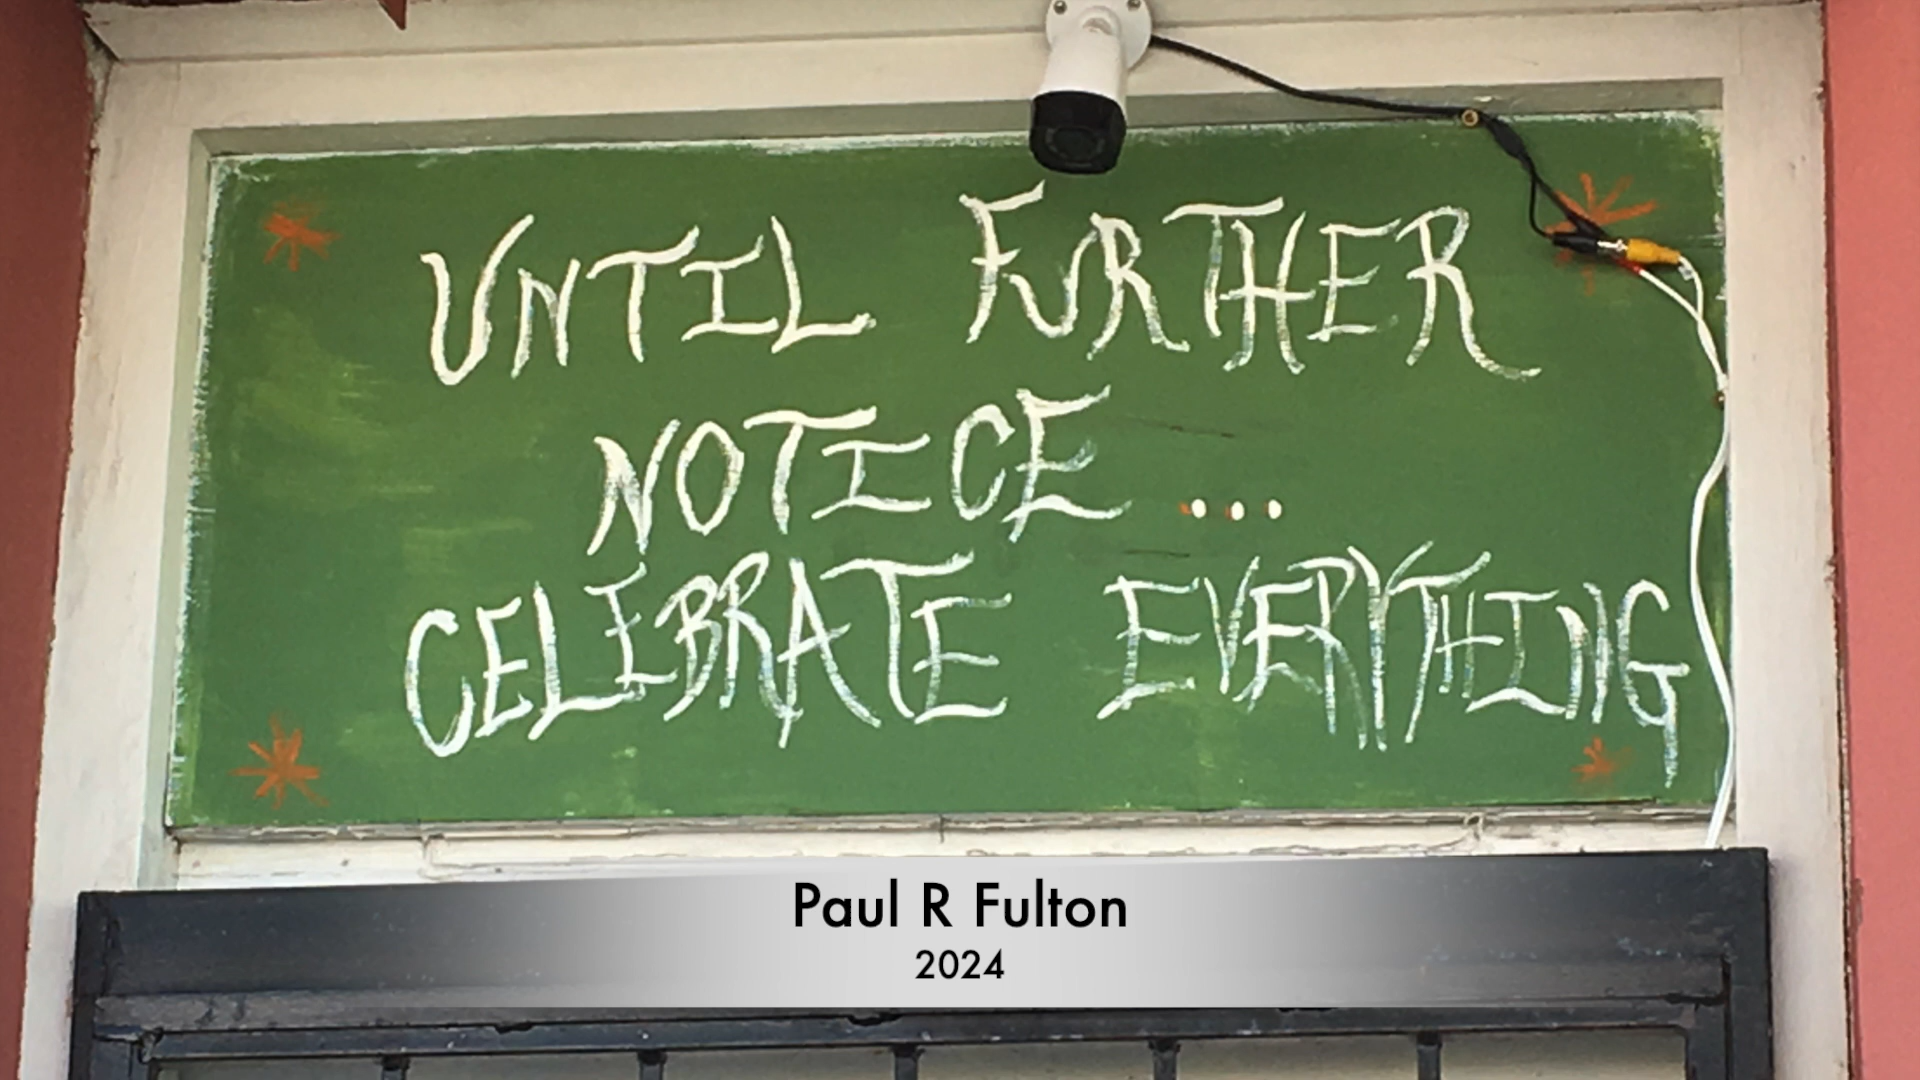 UNTIL FURTHER
NOTICE...
CELEBRATE EVERYTHING
Paul R Fulton
2024